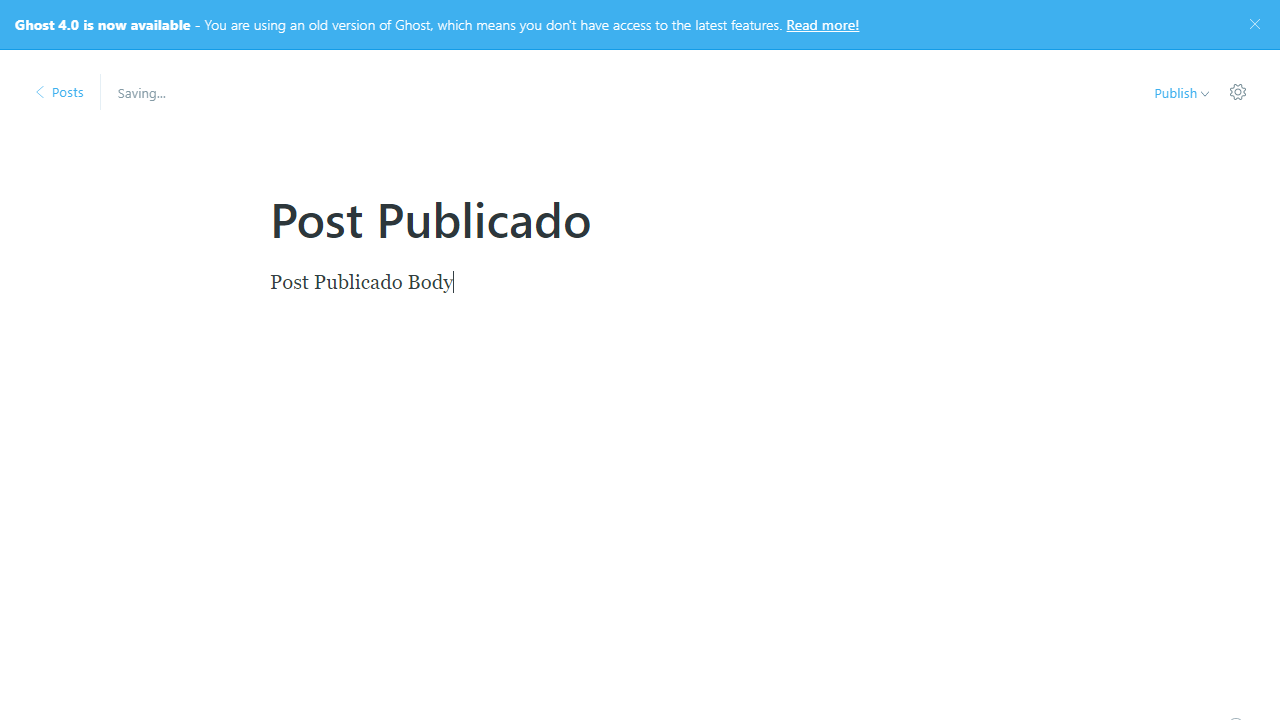 Ghost 4.0 is now available - You are using an old version of Ghost, which means you don't have access to the latest features. Read more!
Posts
Saving...
Publish
Post Publicado
Post Publicado Body